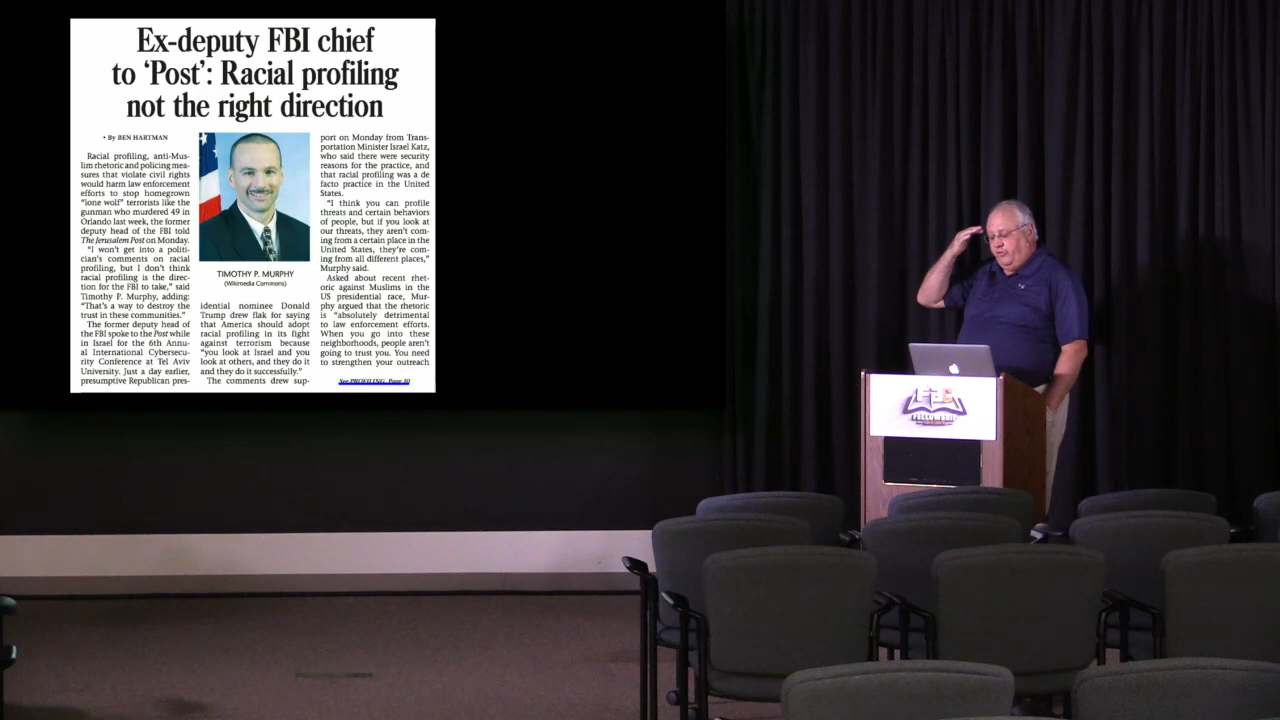 Ex-deputy FBI chief
to ‘Post’: Racial profiling
not the right direction
• By BEN HARTMAN
Racial profiling, anti-Mus-
lim rhetoric and policing mea-
sures that violate civil rights
would harm law enforcement
efforts to stop homegrown
“lone wolf” terrorists like the
gunman who murdered 49 in
Orlando last week, the former
deputy head of the FBI told
The Jerusalem Post on Monday.
“I won’t get into a politi-
cian’s comments on racial
profiling, but I don’t think
racial profiling is the direc-
tion for the FBI to take,” said
Timothy P. Murphy, adding:
“That’s a way to destroy the
trust in these communities.”
The former deputy head of
the FBI spoke to the Post while
in Israel for the 6th Annu-
al International Cybersecu-
rity Conference at Tel Aviv
University. Just a day earlier,
presumptive Republican pres-
TIMOTHY P. MURPHY
(Wikimedia Commons)
idential nominee Donald
Trump drew flak for saying
that America should adopt
racial profiling in its fight
against terrorism because
“you look at Israel and you
look at others, and they do it
and they do it successfully.”
The comments drew sup-
port on Monday from Trans-
portation Minister Israel Katz,
who said there were security
reasons for the practice, and
that racial profiling was a de
facto practice in the United
States.
“I think you can profile
threats and certain behaviors
of people, but if you look at
our threats, they aren’t com-
ing from a certain place in the
United States, they’re com-
ing from all different places,”
Murphy said.
Asked about recent rhet-
oric against Muslims in the
US presidential race, Mur-
phy argued that the rhetoric
is “absolutely detrimental
to law enforcement efforts.
When you go into these
neighborhoods, people aren’t
going to trust you. You need
to strengthen your outreach
See PROFILING, Page 10
FBC
FELLOWSHIP